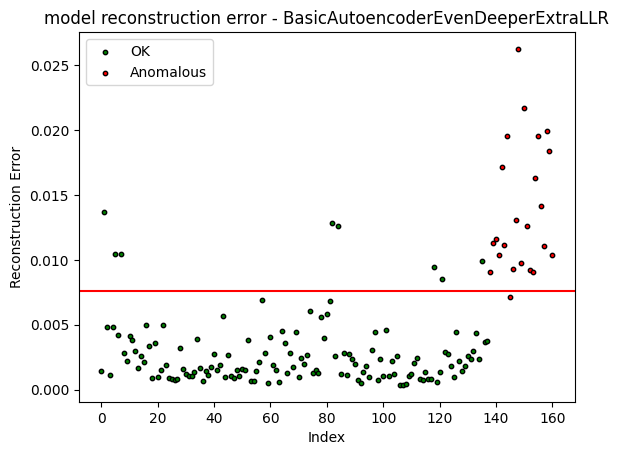 model reconstruction error - BasicAutoencoderEvenDeeperExtraLLR
OK
Anomalous
0.025
0.020
0.015
0.010
0.005
0.000
Reconstruction Error
0 20 40 60 80 100 120 140 160
Index